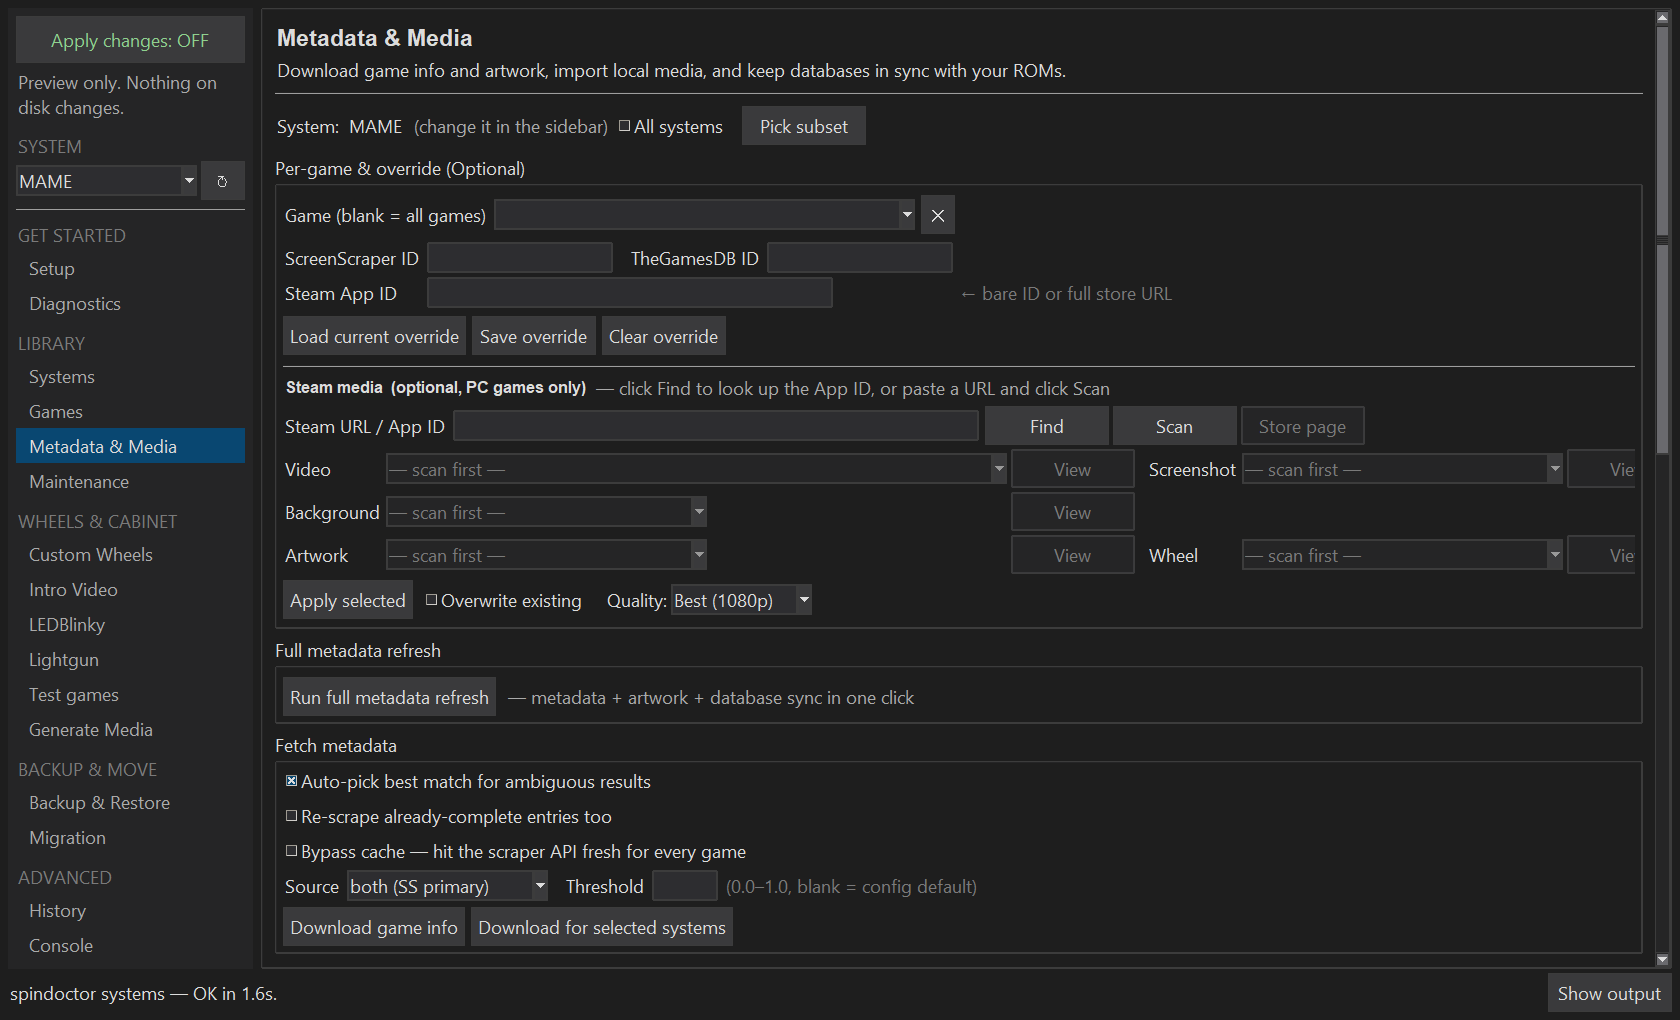 Apply changes: OFF
Preview only. Nothing on
disk changes.
SYSTEM
MAME
GET STARTED
Setup
Diagnostics
LIBRARY
Systems
Games
Metadata & Media
Maintenance
WHEELS & CABINET
Custom Wheels
Intro Video
LEDBlinky
Lightgun
Test games
Generate Media
BACKUP & MOVE
Backup & Restore
Migration
ADVANCED
History
Console
Metadata & Media
Download game info and artwork, import local media, and keep databases in sync with your ROMs.
System: MAME (change it in the sidebar) All systems Pick subset
Per-game & override (Optional)
Game (blank = all games)
ScreenScraper ID TheGamesDB ID
Steam App ID ← bare ID or full store URL
Load current override Save override Clear override
Steam media (optional, PC games only) — click Find to look up the App ID, or paste a URL and click Scan
Steam URL / App ID Find Scan Store page
Video — scan first — View Screenshot — scan first — Vie
Background — scan first — View
Artwork — scan first — View Wheel — scan first — Vie
Apply selected Overwrite existing Quality: Best (1080p)
Full metadata refresh
Run full metadata refresh — metadata + artwork + database sync in one click
Fetch metadata
Auto-pick best match for ambiguous results
Re-scrape already-complete entries too
Bypass cache — hit the scraper API fresh for every game
Source both (SS primary) Threshold (0.0–1.0, blank = config default)
Download game info Download for selected systems
spindoctor systems — OK in 1.6s.
Show output